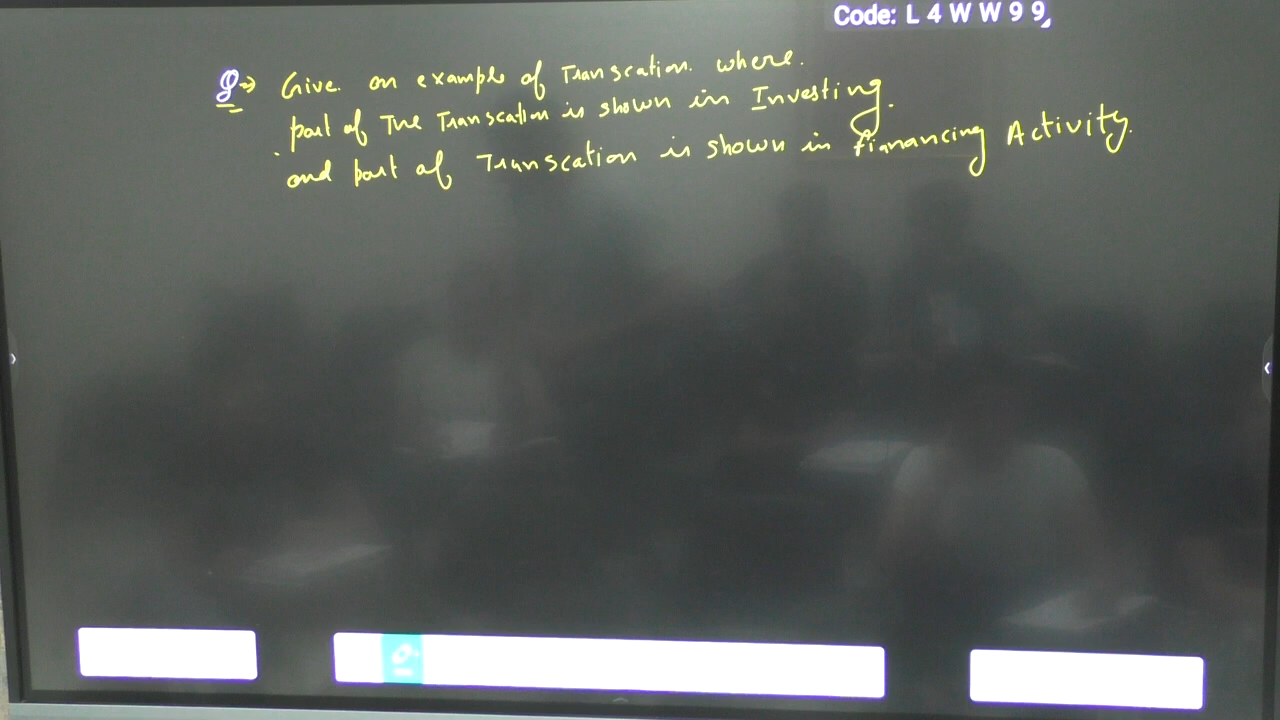 Code: L 4 W W 9 9
Q→ Give an example of Transcation where.
part of The Transcation is shown in Investing.
and part of Transcation is shown in finnancing Activity.